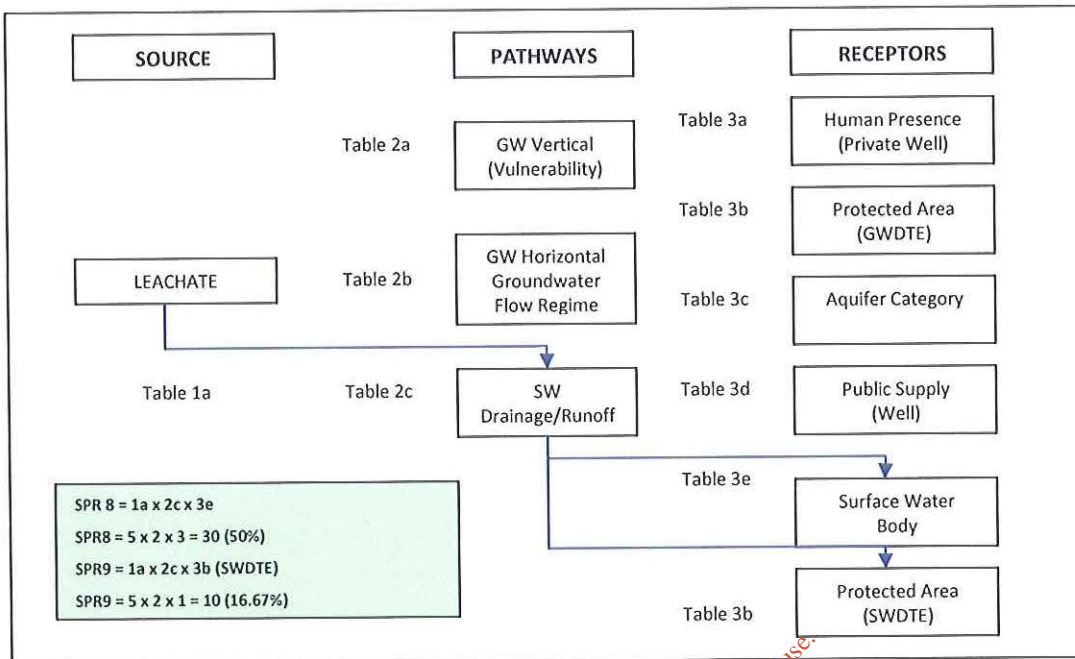 SOURCE
PATHWAYS
RECEPTORS
Table 2a
GW Vertical
(Vulnerability)
Table 3a
Human Presence
(Private Well)
Table 3b
Protected Area
(GWDTE)
LEACHATE
Table 2b
GW Horizontal
Groundwater
Flow Regime
Table 3c
Aquifer Category
Table 1a
Table 2c
SW
Drainage/Runoff
Table 3d
Public Supply
(Well)
Table 3e
Surface Water
Body
SPR 8 = 1a x 2c x 3e
SPR8 = 5 x 2 x 3 = 30 (50%)
SPR9 = 1a x 2c x 3b (SWDTE)
SPR9 = 5 x 2 x 1 = 10 (16.67%)
Table 3b
Protected Area
(SWDTE)
use.